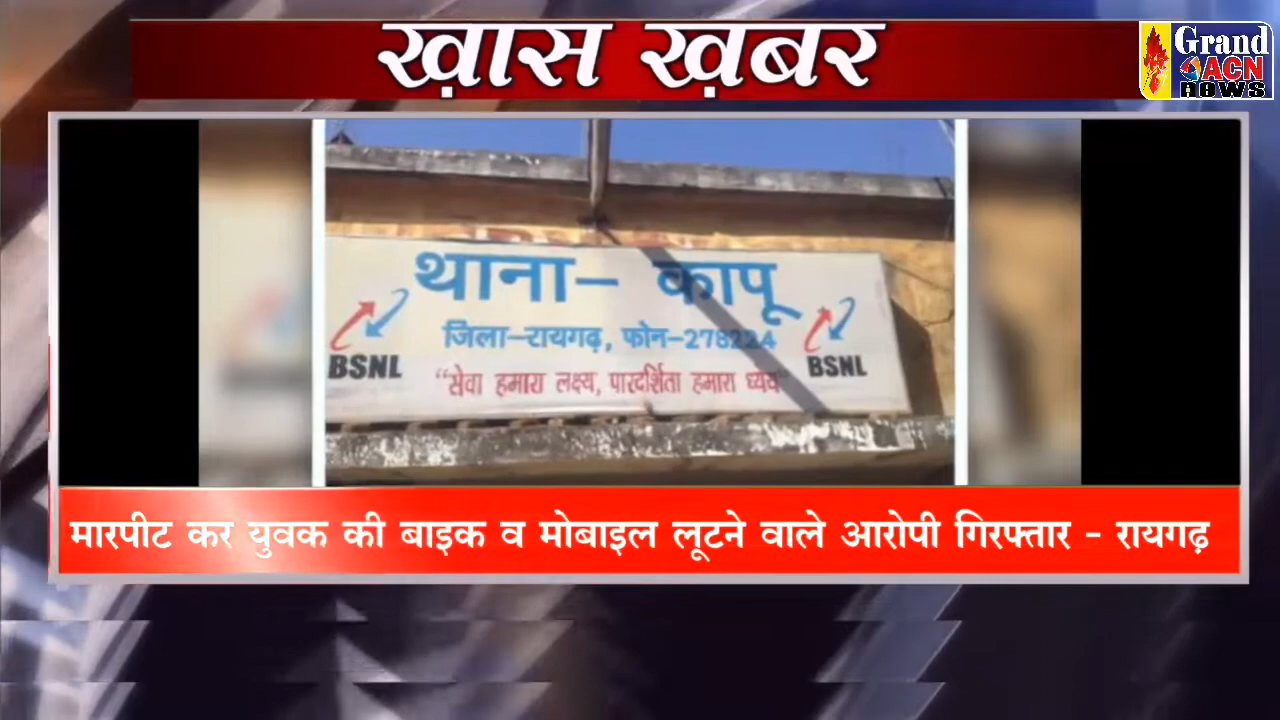 ख़ास ख़बर
Grand
ACN
news
थाना- कापू
जिला-रायगढ़, फोन-278224
BSNL
BSNL
"सेवा हमारा लक्ष्य, पारदर्शिता हमारा ध्येय"
मारपीट कर युवक की बाइक व मोबाइल लूटने वाले आरोपी गिरफ्तार - रायगढ़